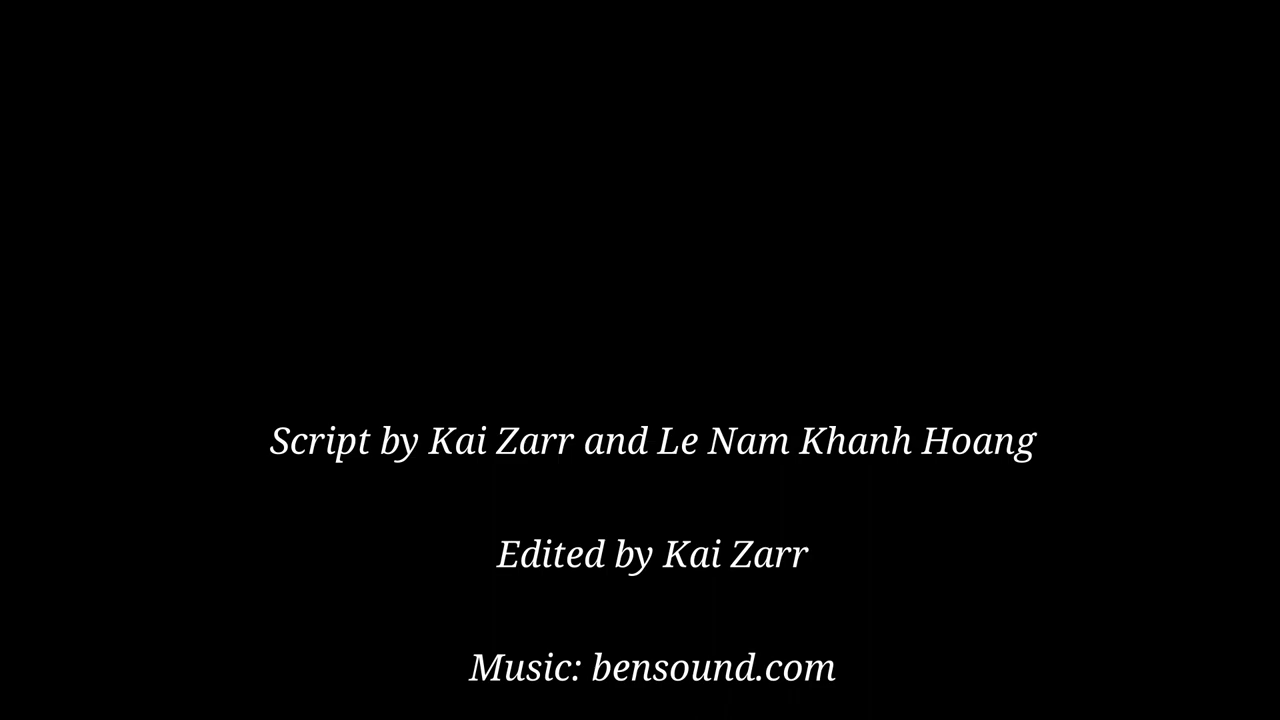 Script by Kai Zarr and Le Nam Khanh Hoang
Edited by Kai Zarr
Music: bensound.com